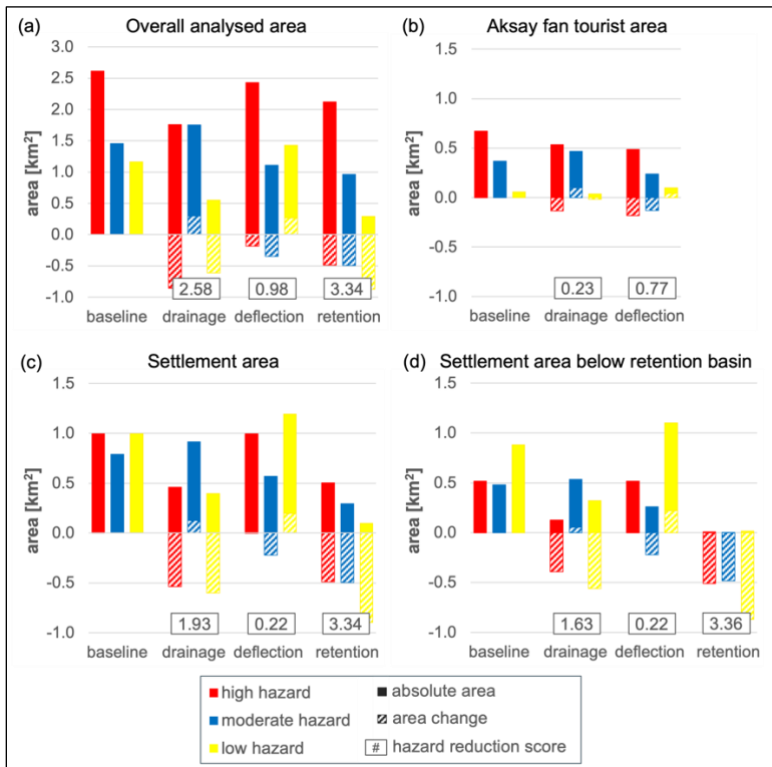 (a) Overall analysed area
area [km²]
3.0
2.5
2.0
1.5
1.0
0.5
0.0
-0.5
-1.0
2.58 0.98 3.34
baseline drainage deflection retention
(b) Aksay fan tourist area
area [km²]
1.5
1.0
0.5
0.0
-0.5
-1.0
0.23 0.77
baseline drainage deflection
(c) Settlement area
area [km²]
1.5
1.0
0.5
0.0
-0.5
-1.0
1.93 0.22 3.34
baseline drainage deflection retention
(d) Settlement area below retention basin
area [km²]
1.5
1.0
0.5
0.0
-0.5
-1.0
1.63 0.22 3.36
baseline drainage deflection retention
high hazard
moderate hazard
low hazard
absolute area
area change
# hazard reduction score